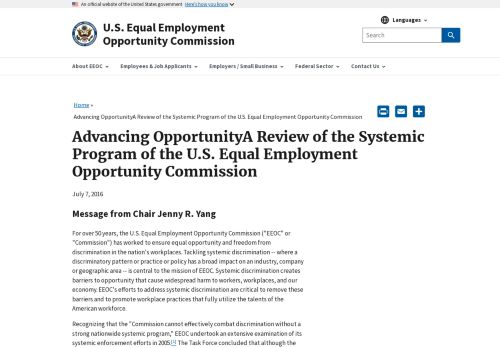 An official website of the United States government Here's how you know
U.S. Equal Employment
Opportunity Commission
Languages
Search
About EEOC
Employees & Job Applicants
Employers / Small Business
Federal Sector
Contact Us
Home »
Advancing OpportunityA Review of the Systemic Program of the U.S. Equal Employment Opportunity Commission
Advancing OpportunityA Review of the Systemic
Program of the U.S. Equal Employment
Opportunity Commission
July 7, 2016
Message from Chair Jenny R. Yang
For over 50 years, the U.S. Equal Employment Opportunity Commission ("EEOC" or
"Commission") has worked to ensure equal opportunity and freedom from
discrimination in the nation's workplaces. Tackling systemic discrimination -- where a
discriminatory pattern or practice or policy has a broad impact on an industry, company
or geographic area -- is central to the mission of EEOC. Systemic discrimination creates
barriers to opportunity that cause widespread harm to workers, workplaces, and our
economy. EEOC's efforts to address systemic discrimination are critical to remove these
barriers and to promote workplace practices that fully utilize the talents of the
American workforce.
Recognizing that the "Commission cannot effectively combat discrimination without a
strong nationwide systemic program," EEOC undertook an extensive examination of its
systemic enforcement efforts in 2005. The Task Force concluded that although the